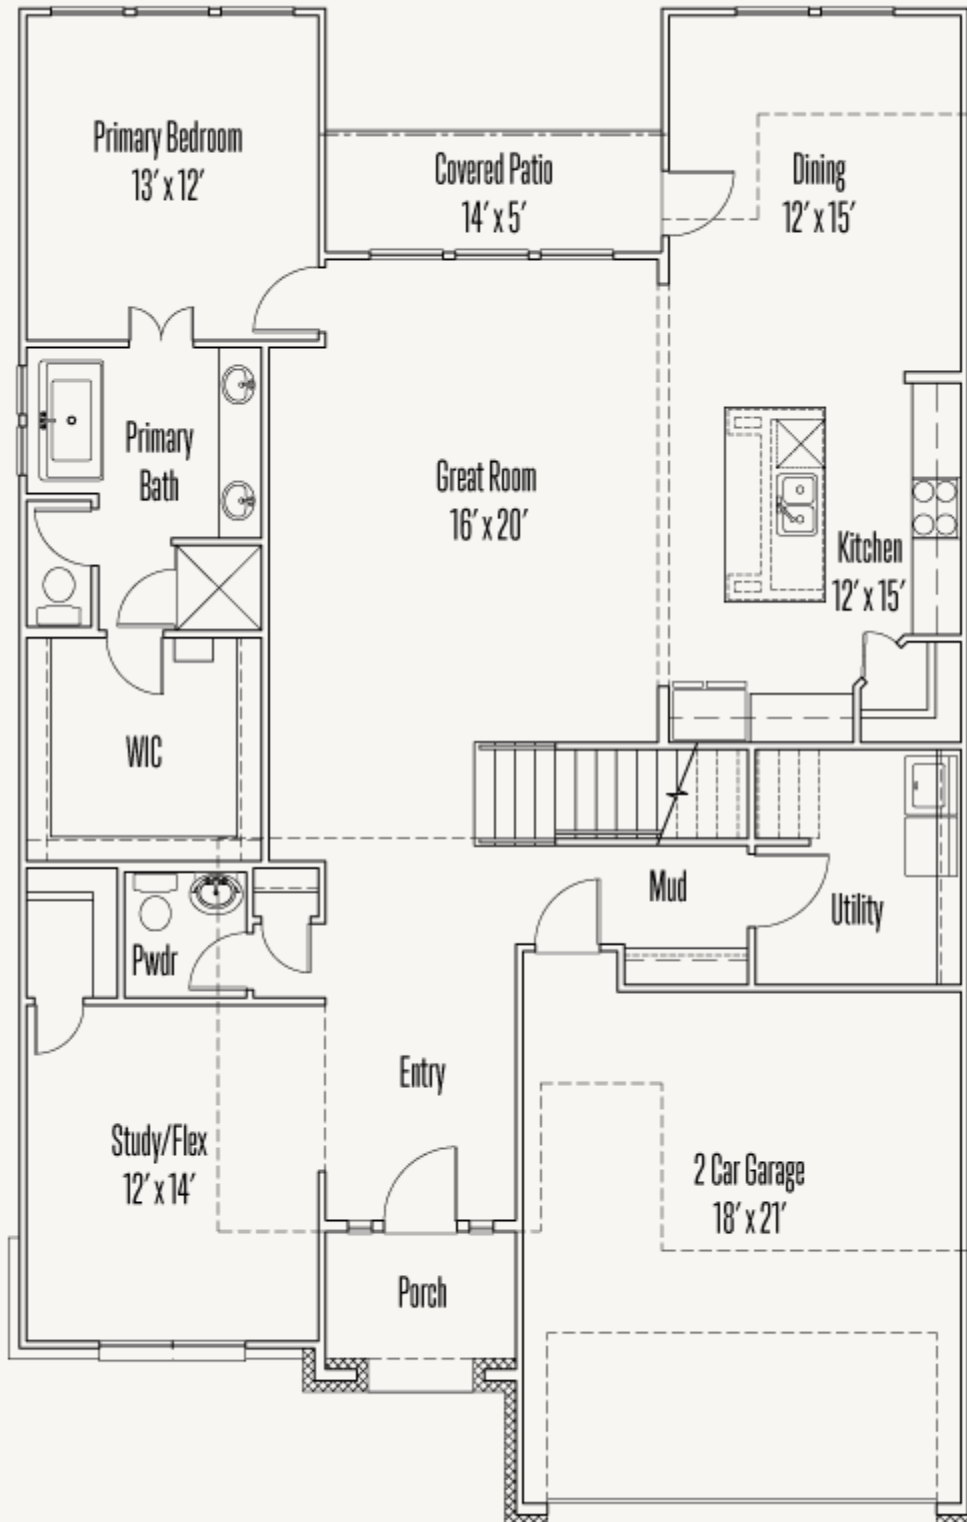 Primary Bedroom
13' x 12'
Covered Patio
14' x 5'
Dining
12' x 15'
Primary
Bath
Great Room
16' x 20'
Kitchen
12' x 15'
WIC
Mud
Utility
Pwdr
Entry
Study/Flex
12' x 14'
2 Car Garage
18' x 21'
Porch